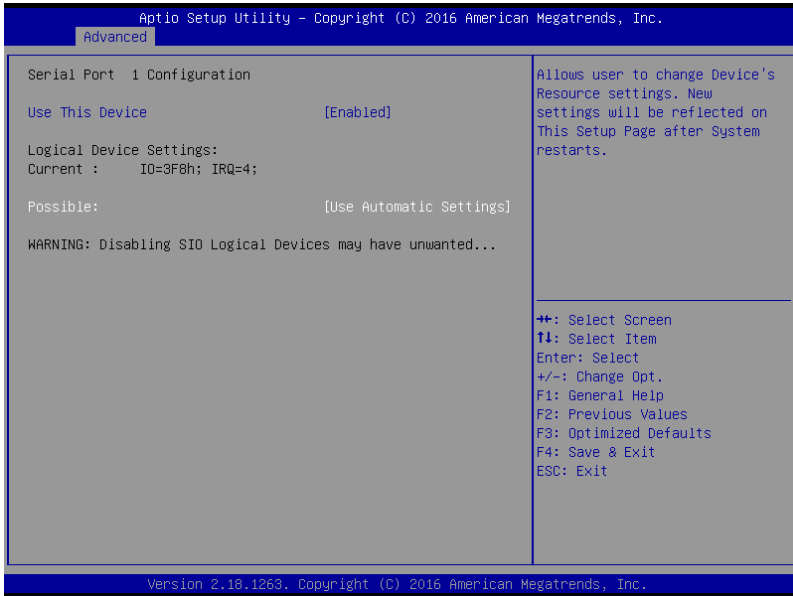 Aptio Setup Utility – Copyright (C) 2016 American Megatrends, Inc.
Advanced
Serial Port  1 Configuration
Use This Device [Enabled]
Logical Device Settings:
Current : IO=3F8h; IRQ=4;
Possible: [Use Automatic Settings]
WARNING: Disabling SIO Logical Devices may have unwanted...
Allows user to change Device's
Resource settings. New
settings will be reflected on
This Setup Page after System
restarts.
→←: Select Screen
↑↓: Select Item
Enter: Select
+/-: Change Opt.
F1: General Help
F2: Previous Values
F3: Optimized Defaults
F4: Save & Exit
ESC: Exit
Version 2.18.1263. Copyright (C) 2016 American Megatrends, Inc.